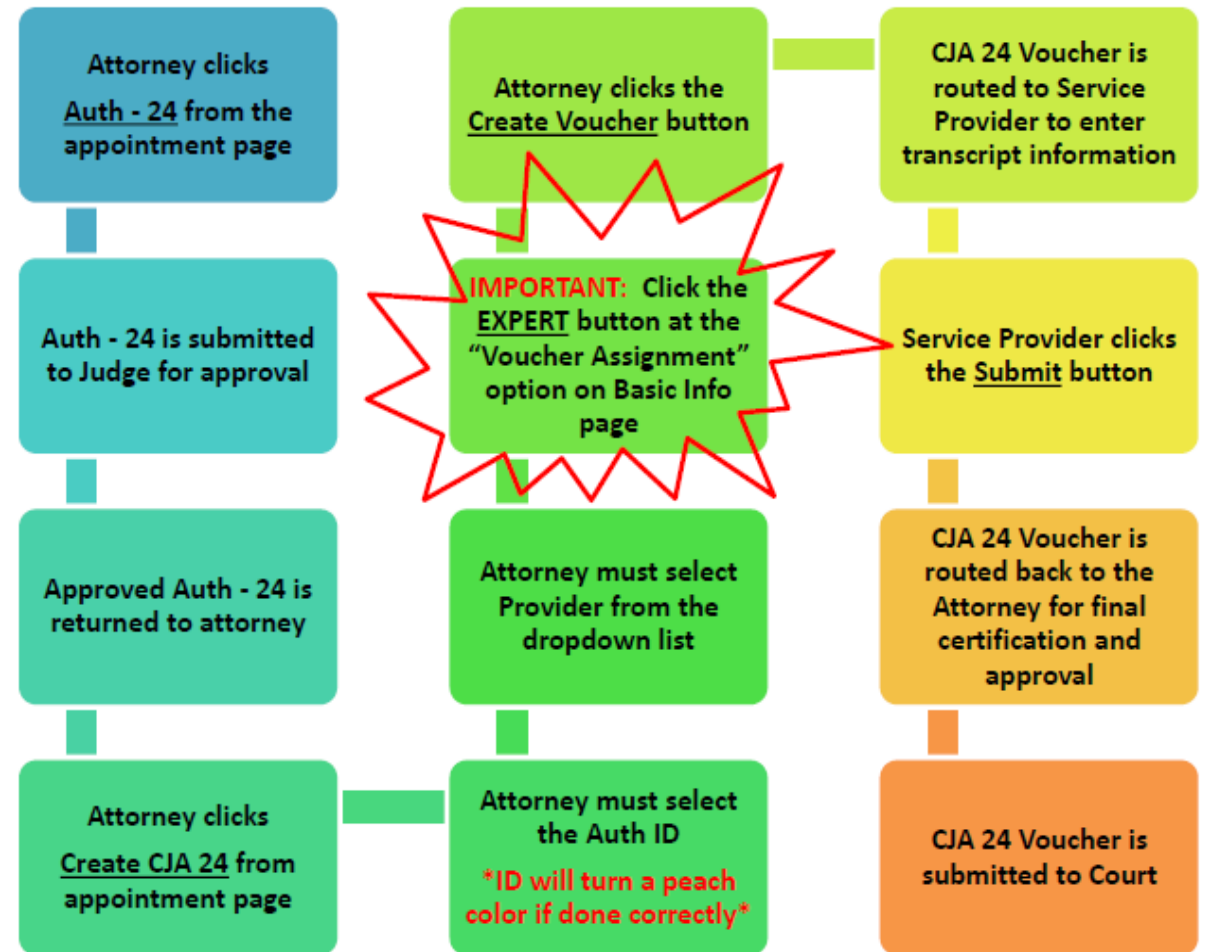 Attorney clicks
Auth - 24 from the
appointment page
Auth - 24 is submitted
to Judge for approval
Approved Auth - 24 is
returned to attorney
Attorney clicks
Create CJA 24 from
appointment page
Attorney must select
the Auth ID
*ID will turn a peach
color if done correctly*
Attorney must select
Provider from the
dropdown list
IMPORTANT: Click the
EXPERT button at the
“Voucher Assignment”
option on Basic Info
page
Attorney clicks the
Create Voucher button
CJA 24 Voucher is
routed to Service
Provider to enter
transcript information
Service Provider clicks
the Submit button
CJA 24 Voucher is
routed back to the
Attorney for final
certification and
approval
CJA 24 Voucher is
submitted to Court